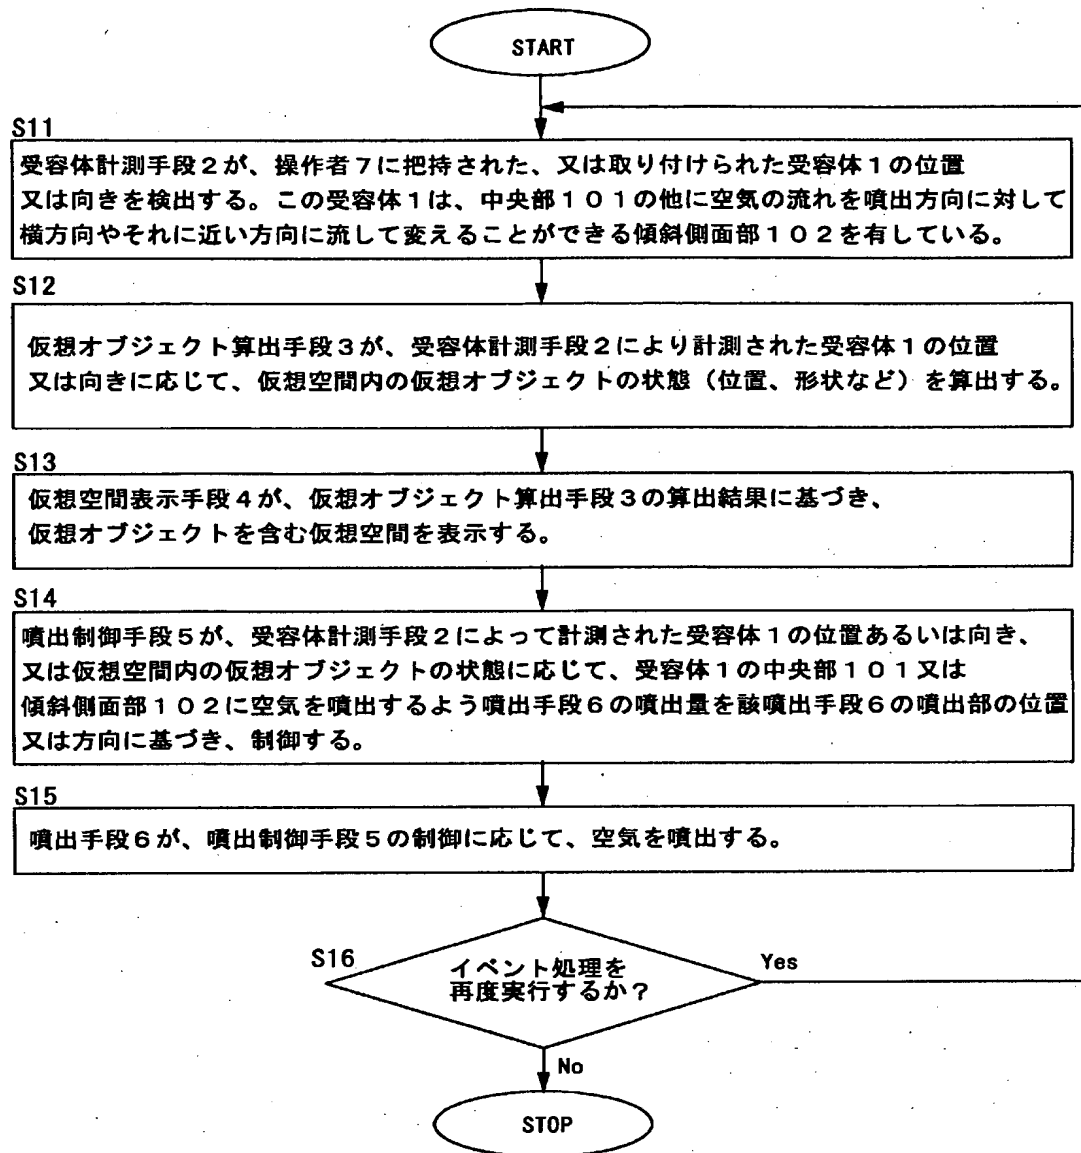 START
S11
受容体計測手段2が、操作者7に把持された、又は取り付けられた受容体1の位置
又は向きを検出する。この受容体1は、中央部101の他に空気の流れを噴出方向に対して
横方向やそれに近い方向に流して変えることができる傾斜側面部102を有している。
S12
仮想オブジェクト算出手段3が、受容体計測手段2により計測された受容体1の位置
又は向きに応じて、仮想空間内の仮想オブジェクトの状態（位置、形状など）を算出する。
S13
仮想空間表示手段4が、仮想オブジェクト算出手段3の算出結果に基づき、
仮想オブジェクトを含む仮想空間を表示する。
S14
噴出制御手段5が、受容体計測手段2によって計測された受容体1の位置あるいは向き、
又は仮想空間内の仮想オブジェクトの状態に応じて、受容体1の中央部101又は
傾斜側面部102に空気を噴出するよう噴出手段6の噴出量を該噴出手段6の噴出部の位置
又は方向に基づき、制御する。
S15
噴出手段6が、噴出制御手段5の制御に応じて、空気を噴出する。
S16
イベント処理を
再度実行するか？
Yes
No
STOP